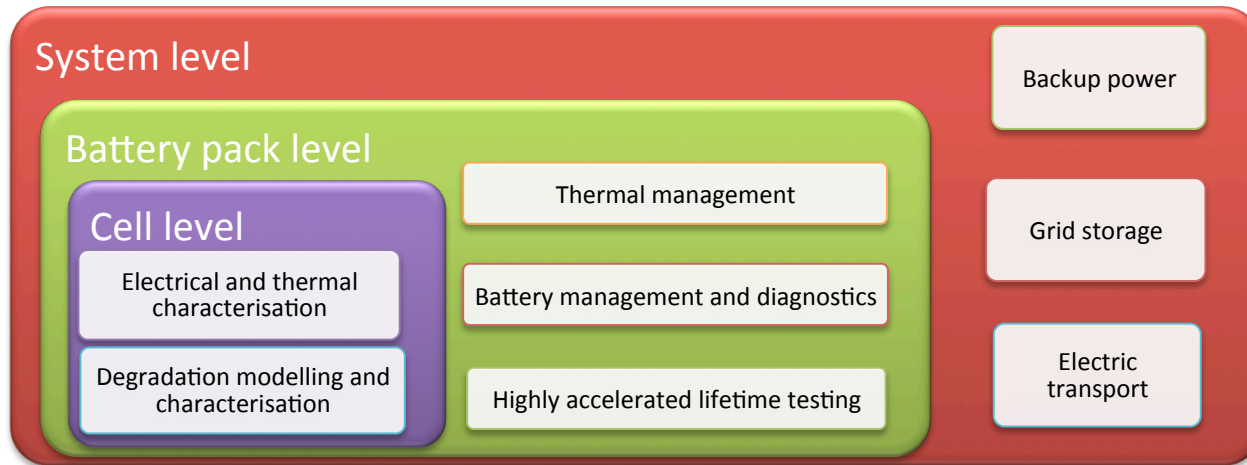 System level
Battery pack level
Cell level
Electrical and thermal
characterisation
Degradation modelling and
characterisation
Thermal management
Battery management and diagnostics
Highly accelerated lifetime testing
Backup power
Grid storage
Electric
transport